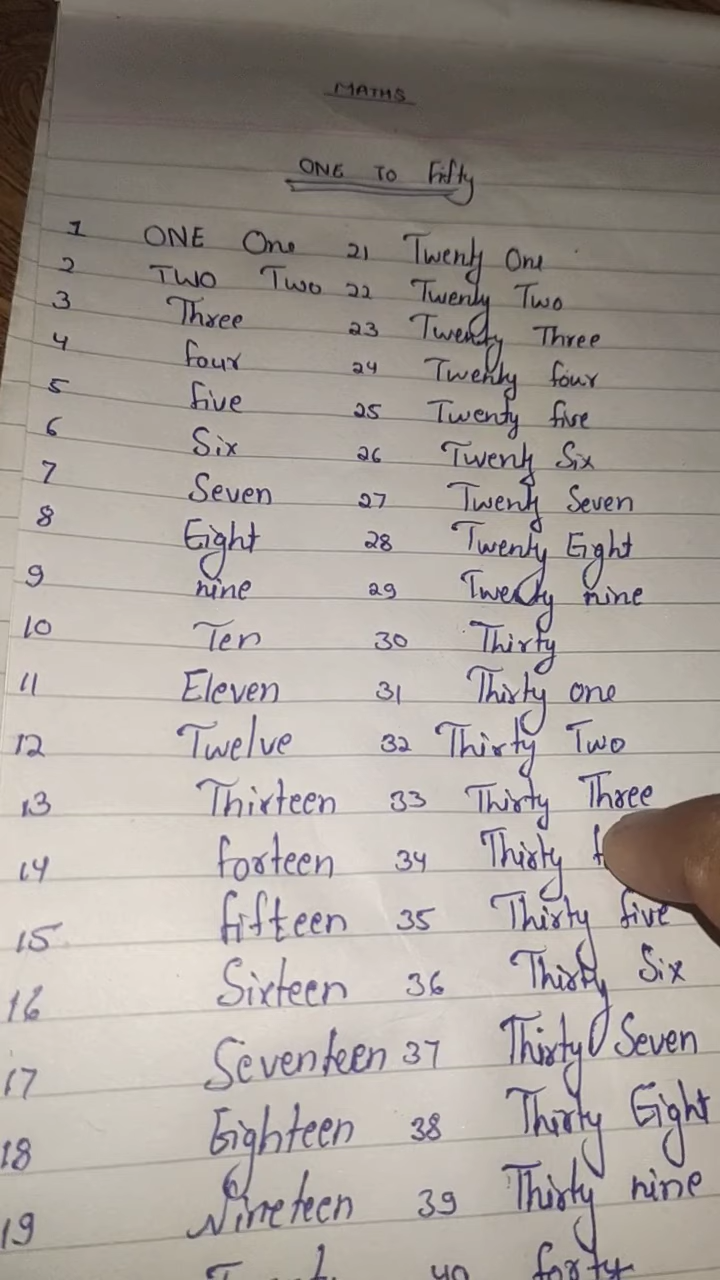 MATHS
ONE TO Fifty
1 ONE One 21 Twenty One
2 TWO Two 22 Twenty Two
3 Three 23 Twenty Three
4 four 24 Twenty four
5 five 25 Twenty five
6 Six 26 Twenty Six
7 Seven 27 Twenty Seven
8 Eight 28 Twenty Eight
9 nine 29 Twenty nine
10 Ten 30 Thirty
11 Eleven 31 Thirty one
12 Twelve 32 Thirty Two
13 Thirteen 33 Thirty Three
14 forteen 34 Thirty
15 fifteen 35 Thirty five
16 Sixteen 36 Thirty Six
17 Seventeen 37 Thirty Seven
18 Eighteen 38 Thirty Eight
19 Nineteen 39 Thirty nine
40 forty